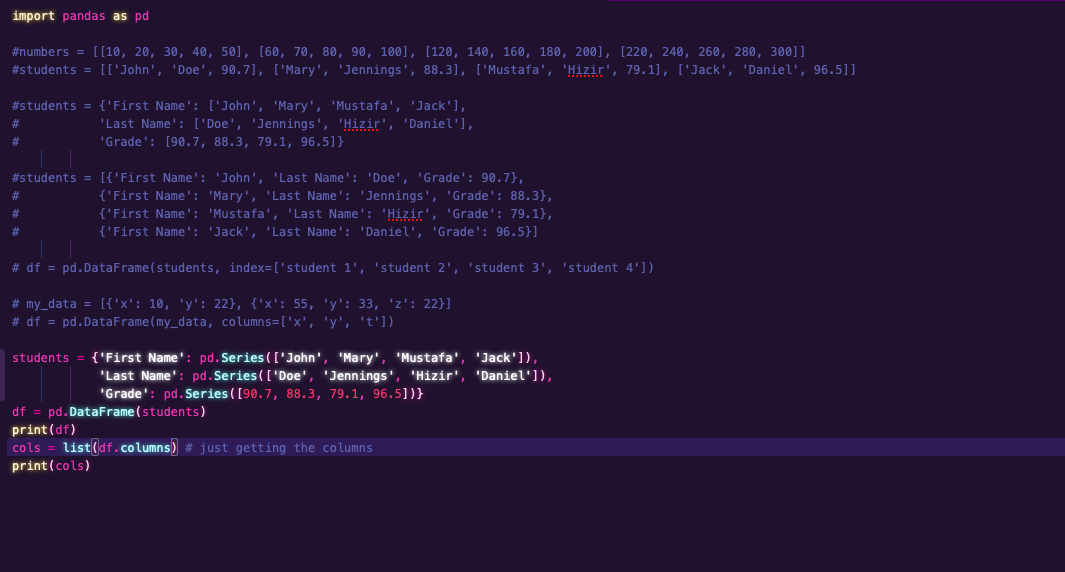 import pandas as pd
#numbers = [[10, 20, 30, 40, 50], [60, 70, 80, 90, 100], [120, 140, 160, 180, 200], [220, 240, 260, 280, 300]]
#students = [['John', 'Doe', 90.7], ['Mary', 'Jennings', 88.3], ['Mustafa', 'Hizir', 79.1], ['Jack', 'Daniel', 96.5]]
#students = {'First Name': ['John', 'Mary', 'Mustafa', 'Jack'],
#           'Last Name': ['Doe', 'Jennings', 'Hizir', 'Daniel'],
#           'Grade': [90.7, 88.3, 79.1, 96.5]}
#students = [{'First Name': 'John', 'Last Name': 'Doe', 'Grade': 90.7},
#           {'First Name': 'Mary', 'Last Name': 'Jennings', 'Grade': 88.3},
#           {'First Name': 'Mustafa', 'Last Name': 'Hizir', 'Grade': 79.1},
#           {'First Name': 'Jack', 'Last Name': 'Daniel', 'Grade': 96.5}]
# df = pd.DataFrame(students, index=['student 1', 'student 2', 'student 3', 'student 4'])
# my_data = [{'x': 10, 'y': 22}, {'x': 55, 'y': 33, 'z': 22}]
# df = pd.DataFrame(my_data, columns=['x', 'y', 't'])
students = {'First Name': pd.Series(['John', 'Mary', 'Mustafa', 'Jack']),
            'Last Name': pd.Series(['Doe', 'Jennings', 'Hizir', 'Daniel']),
            'Grade': pd.Series([90.7, 88.3, 79.1, 96.5])}
df = pd.DataFrame(students)
print(df)
cols = list(df.columns) # just getting the columns
print(cols)